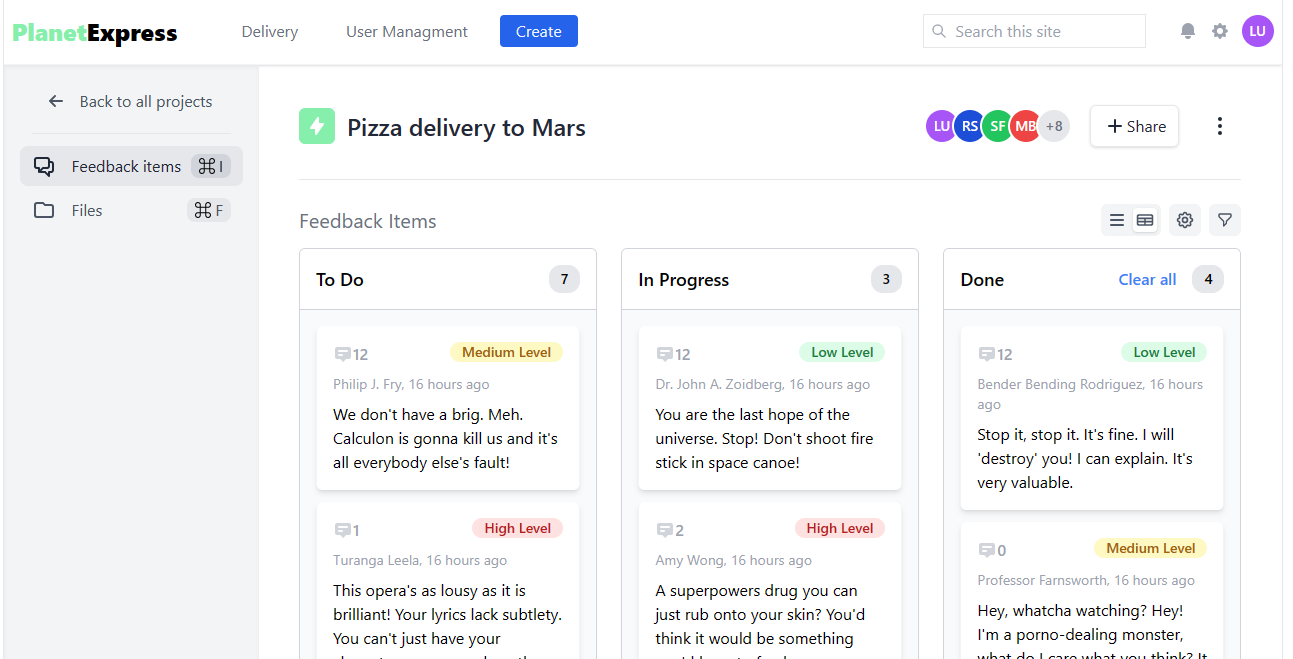 PlanetExpress
Delivery
User Managment
Create
Search this site
LU
Back to all projects
Feedback items
⌘ I
Files
⌘ F
Pizza delivery to Mars
LU RS SF MB +8
Share
Feedback Items
To Do
7
12
Medium Level
Philip J. Fry, 16 hours ago
We don't have a brig. Meh.
Calculon is gonna kill us and it's
all everybody else's fault!
1
High Level
Turanga Leela, 16 hours ago
This opera's as lousy as it is
brilliant! Your lyrics lack subtlety.
You can't just have your
In Progress
3
12
Low Level
Dr. John A. Zoidberg, 16 hours ago
You are the last hope of the
universe. Stop! Don't shoot fire
stick in space canoe!
2
High Level
Amy Wong, 16 hours ago
A superpowers drug you can
just rub onto your skin? You'd
think it would be something
Done
Clear all
4
12
Low Level
Bender Bending Rodriguez, 16 hours
ago
Stop it, stop it. It's fine. I will
'destroy' you! I can explain. It's
very valuable.
0
Medium Level
Professor Farnsworth, 16 hours ago
Hey, whatcha watching? Hey!
I'm a porno-dealing monster,
what do I care what you think? It